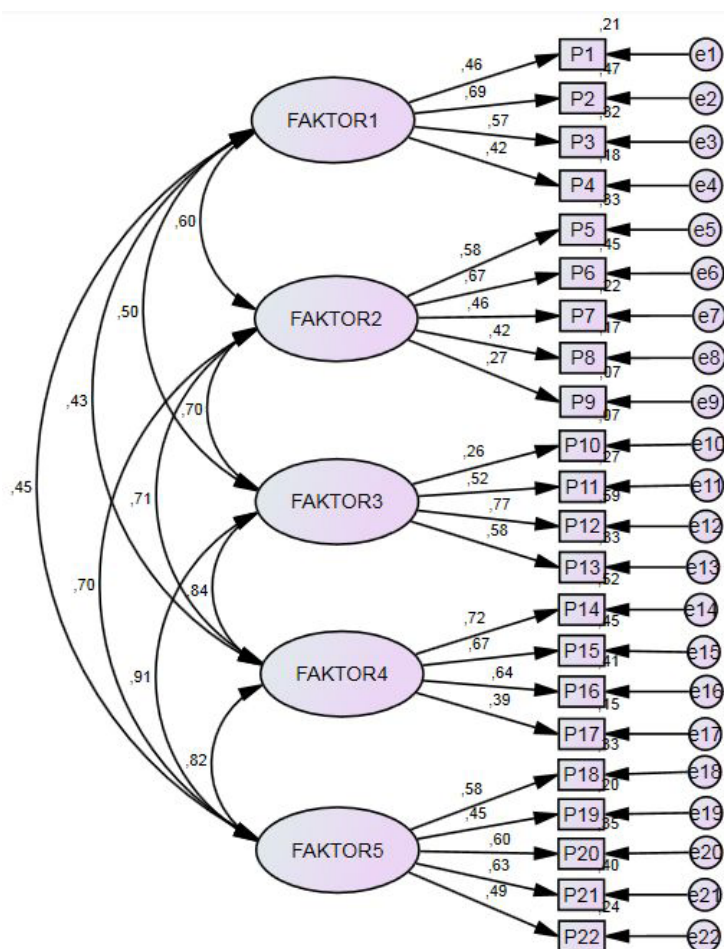 ,21
P1
e1
,46
,47
,69
P2
e2
FAKTOR1
,32
,57
P3
e3
,18
,42
P4
e4
,33
,58
P5
e5
,60
,45
,67
P6
e6
,22
,50
FAKTOR2
,46
P7
e7
,17
,42
P8
e8
,07
,27
P9
e9
,43
,70
,07
,26
P10
e10
,27
,52
P11
e11
,45
,71
FAKTOR3
,59
,77
P12
e12
,33
,58
P13
e13
,70
,84
,52
,72
P14
e14
,45
,67
P15
e15
,91
FAKTOR4
,41
,64
P16
e16
,15
,39
P17
e17
,33
,82
,58
P18
e18
,20
,45
P19
e19
,35
FAKTOR5
,60
P20
e20
,40
,63
P21
e21
,24
,49
P22
e22